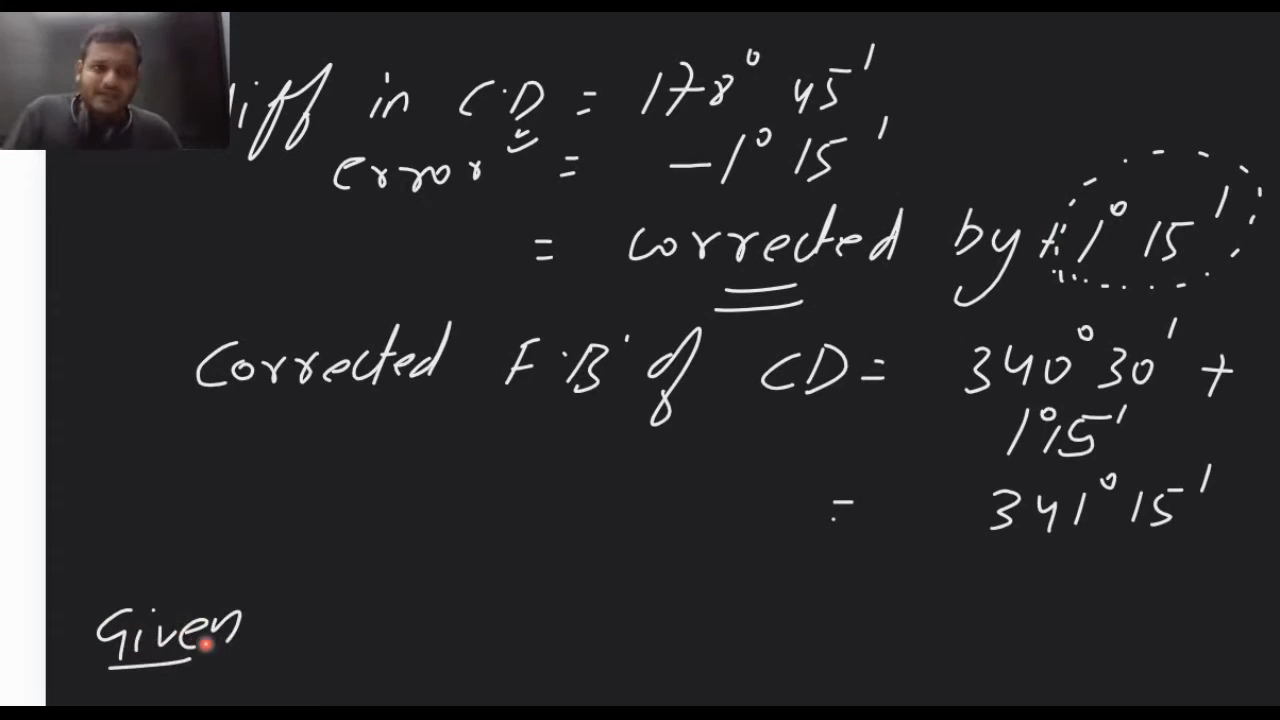 iff in C.D = 178° 45'
error = -1° 15'
= corrected by +1° 15'
Corrected F.B. of CD = 340° 30' +
1° 15'
= 341° 15'
Given